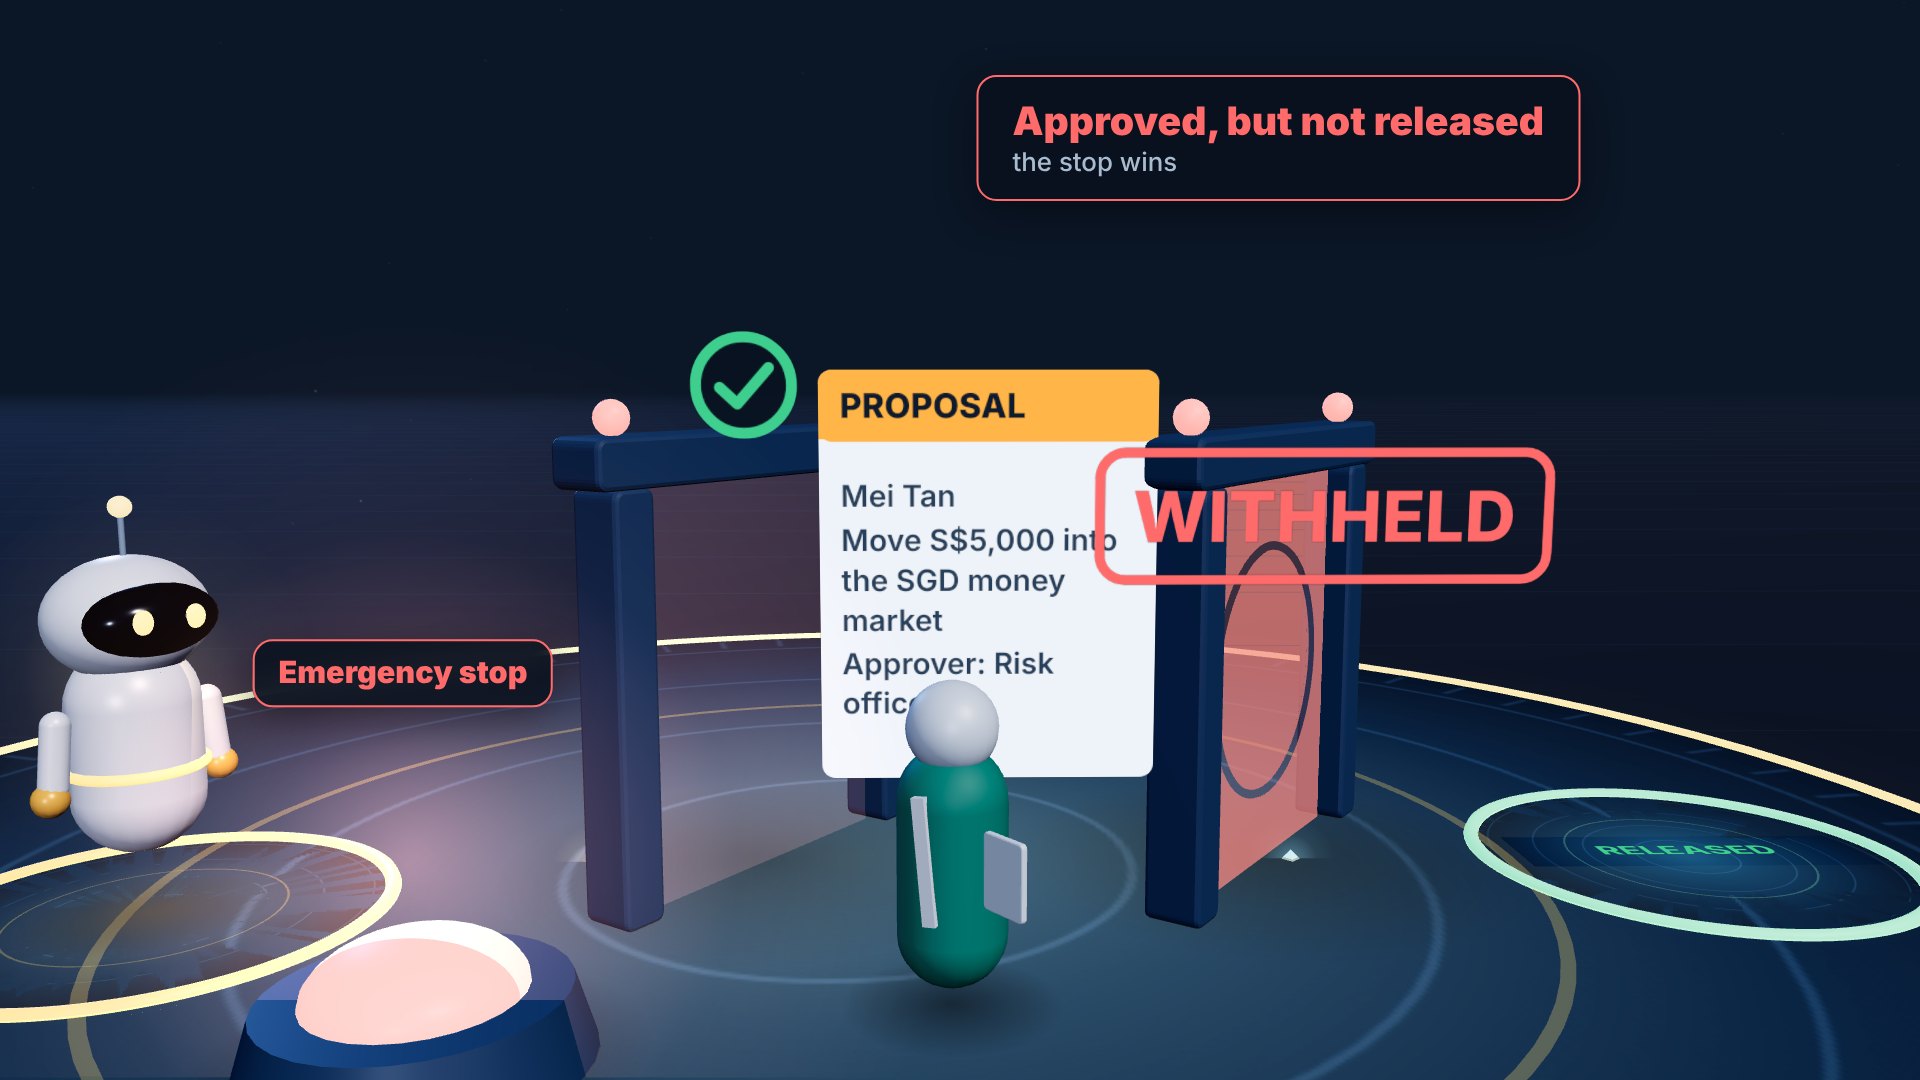 Approved, but not released
the stop wins
PROPOSAL
Mei Tan
Move S$5,000 into
the SGD money
market
Approver: Risk
WITHHELD
Emergency stop
RELEASED